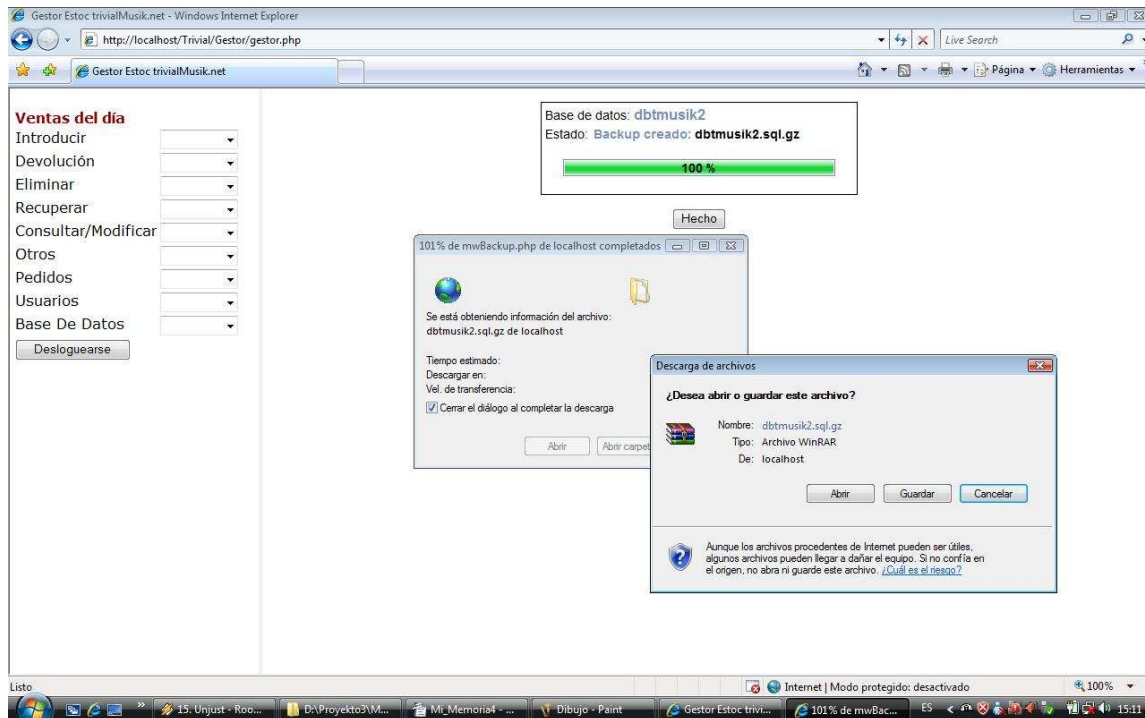 Gestor Estoc trivialMusik.net - Windows Internet Explorer
http://localhost/Trivial/Gestor/gestor.php
Live Search
Gestor Estoc trivialMusik.net
Página
Herramientas
Ventas del día
Introducir
Devolución
Eliminar
Recuperar
Consultar/Modificar
Otros
Pedidos
Usuarios
Base De Datos
Desloguearse
Base de datos: dbtmusik2
Estado: Backup creado: dbtmusik2.sql.gz
100 %
Hecho
101% de mwBackup.php de localhost completados
Se está obteniendo información del archivo:
dbtmusik2.sql.gz de localhost
Tiempo estimado:
Descargar en:
Vel. de transferencia:
Cerrar el diálogo al completar la descarga
Abrir
Abrir carpet
Descarga de archivos
¿Desea abrir o guardar este archivo?
Nombre: dbtmusik2.sql.gz
Tipo: Archivo WinRAR
De: localhost
Abrir
Guardar
Cancelar
Aunque los archivos procedentes de Internet pueden ser útiles,
algunos archivos pueden llegar a dañar el equipo. Si no confía en
el origen, no abra ni guarde este archivo. ¿Cuál es el riesgo?
Listo
Internet | Modo protegido: desactivado
100%
15. Unjust - Roo...
D:\Proyekto3\M...
Mi_Memoria4 - ...
Dibujo - Paint
Gestor Estoc trivi...
101% de mwBac...
ES
15:11